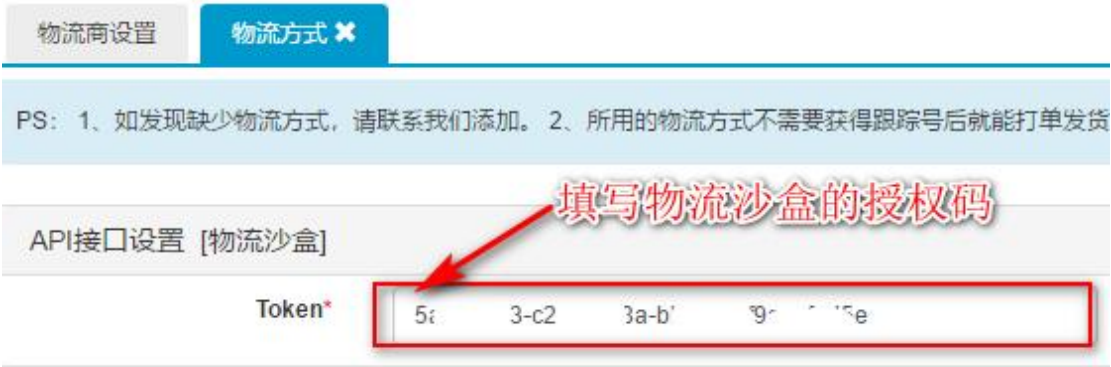 物流商设置
物流方式 ✖
PS: 1、如发现缺少物流方式，请联系我们添加。 2、所用的物流方式不需要获得跟踪号后就能打单发货
填写物流沙盒的授权码
API接口设置 [物流沙盒]
Token*
3-c2